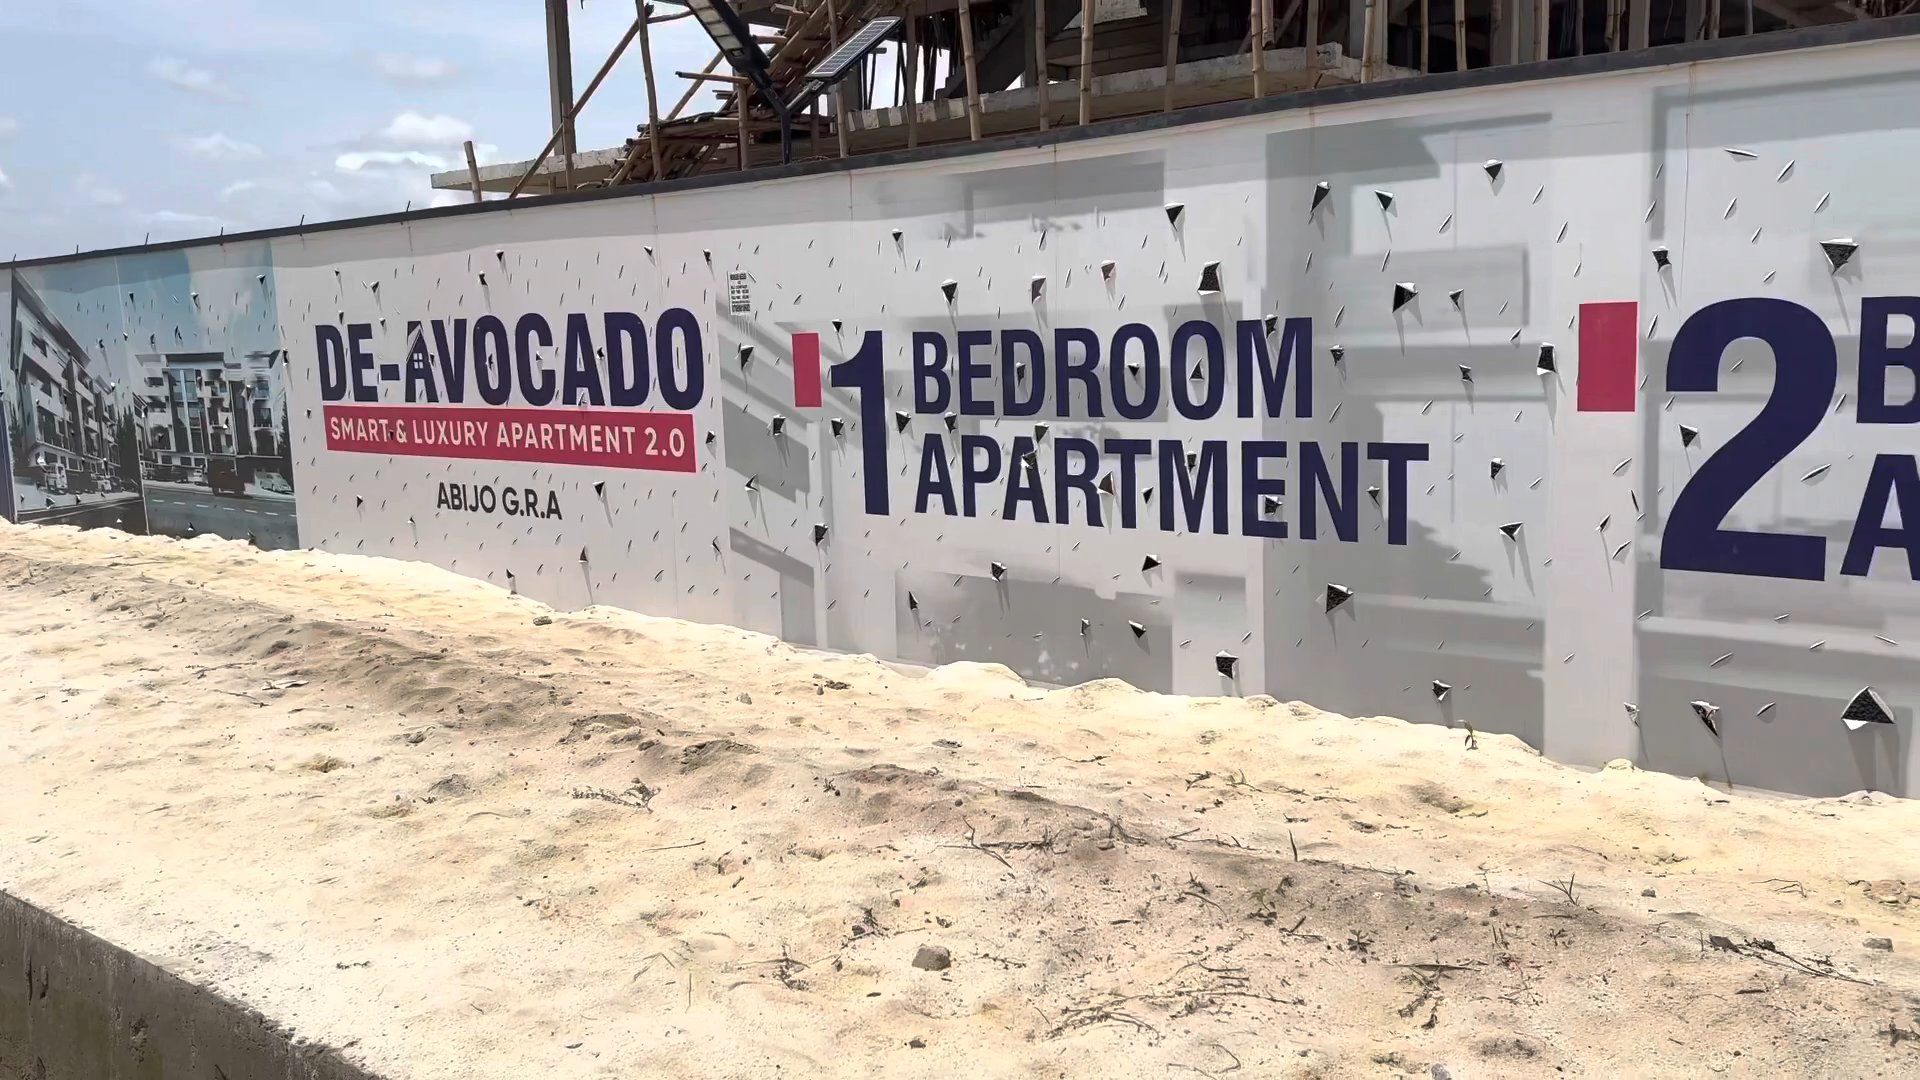 DE-AVOCADO
SMART & LUXURY APARTMENT 2.0
ABIJO G.R.A
1 BEDROOM
APARTMENT
2 B
A